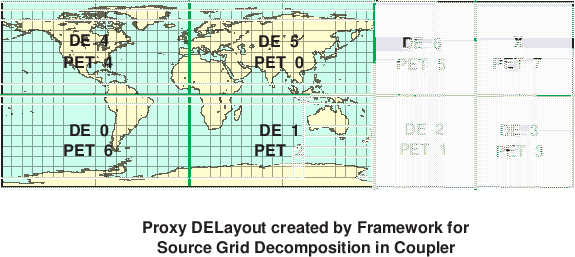 DE 4
PET 4
DE 5
PET 0
DE 6
PET 5
X
PET 7
DE 0
PET 6
DE 1
PET 2
DE 2
PET 1
DE 3
PET 3
Proxy DELayout created by Framework for
Source Grid Decomposition in Coupler